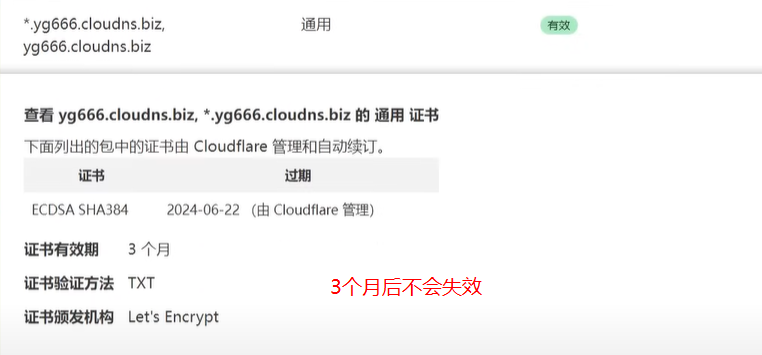 *.yg666.cloudns.biz, 通用 有效
yg666.cloudns.biz
查看 yg666.cloudns.biz, *.yg666.cloudns.biz 的 通用 证书
下面列出的包中的证书由 Cloudflare 管理和自动续订。
证书 过期
ECDSA SHA384 2024-06-22 (由 Cloudflare 管理)
证书有效期 3 个月
证书验证方法 TXT
3个月后不会失效
证书颁发机构 Let's Encrypt